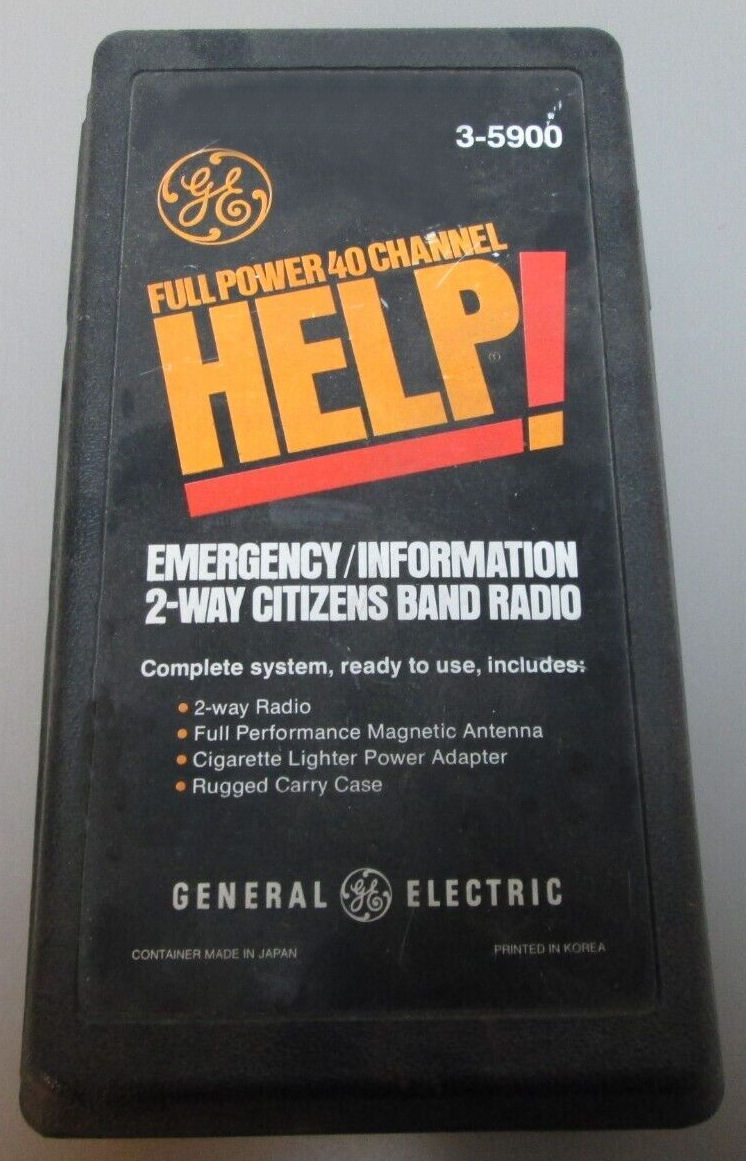 3-5900
GE
FULL POWER 40 CHANNEL
HELP!
®
EMERGENCY/INFORMATION
2-WAY CITIZENS BAND RADIO
Complete system, ready to use, includes:
• 2-way Radio
• Full Performance Magnetic Antenna
• Cigarette Lighter Power Adapter
• Rugged Carry Case
GENERAL GE ELECTRIC
CONTAINER MADE IN JAPAN
PRINTED IN KOREA